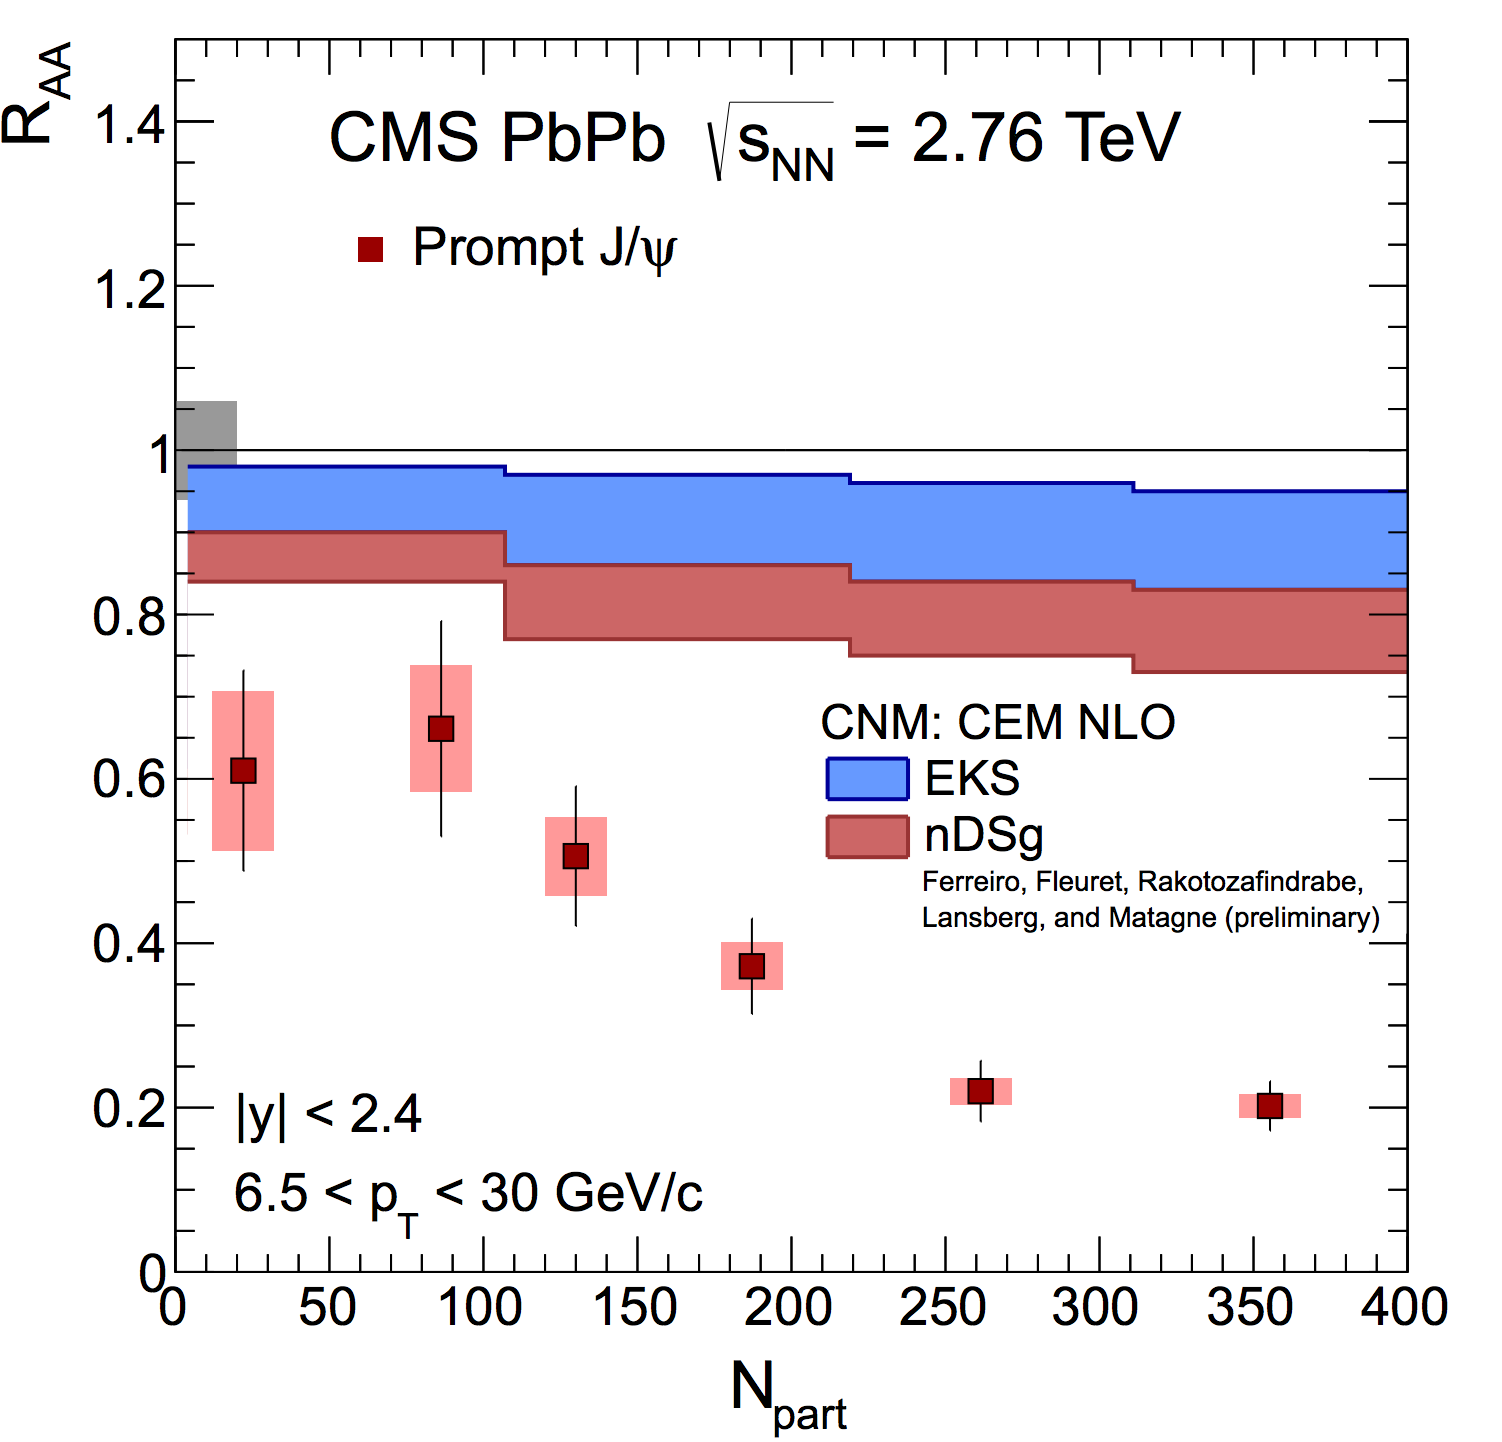 R_AA
1.4
1.2
1
0.8
0.6
0.4
0.2
0
CMS PbPb √s_NN = 2.76 TeV
Prompt J/ψ
CNM: CEM NLO
EKS
nDSg
Ferreiro, Fleuret, Rakotozafindrabe,
Lansberg, and Matagne (preliminary)
|y| < 2.4
6.5 < p_T < 30 GeV/c
0 50 100 150 200 250 300 350 400
N_part